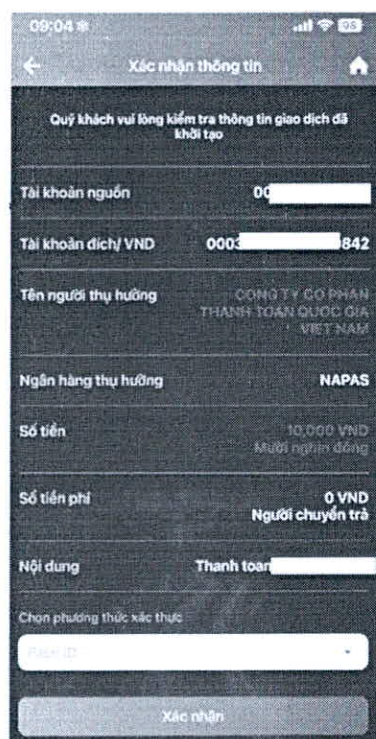 09:04
05
Xác nhận thông tin
Quý khách vui lòng kiểm tra thông tin giao dịch đã
khởi tạo
Tài khoản nguồn 00
Tài khoản đích/ VND 0003 842
Tên người thụ hưởng CONG TY CO PHAN
THANH TOAN QUOC GIA
VIET NAM
Ngân hàng thụ hưởng NAPAS
Số tiền 10,000 VND
Mười nghìn đồng
Số tiền phí 0 VND
Người chuyển trả
Nội dung Thanh toan
Chọn phương thức xác thực
Xác nhận